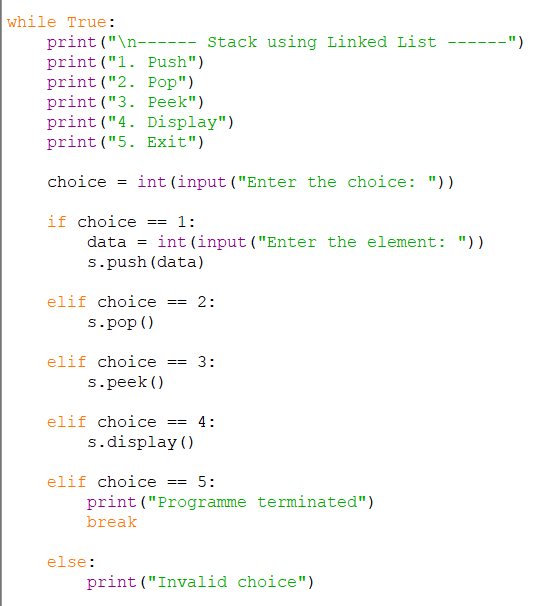 while True:
    print("\n------ Stack using Linked List ------")
    print("1. Push")
    print("2. Pop")
    print("3. Peek")
    print("4. Display")
    print("5. Exit")

    choice = int(input("Enter the choice: "))

    if choice == 1:
        data = int(input("Enter the element: "))
        s.push(data)

    elif choice == 2:
        s.pop()

    elif choice == 3:
        s.peek()

    elif choice == 4:
        s.display()

    elif choice == 5:
        print("Programme terminated")
        break

    else:
        print("Invalid choice")